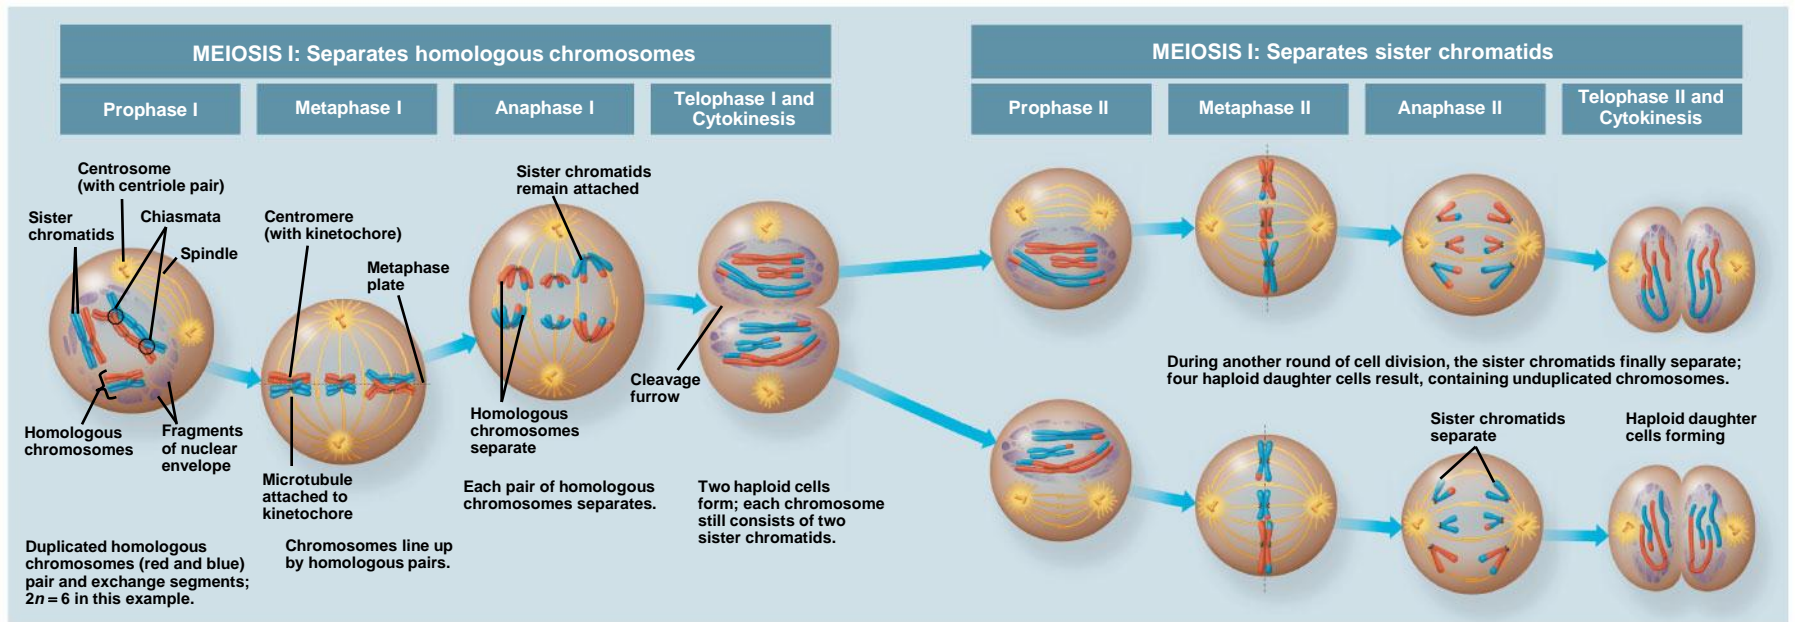 MEIOSIS I: Separates homologous chromosomes
Prophase I
Metaphase I
Anaphase I
Telophase I and
Cytokinesis
Centrosome
(with centriole pair)
Sister
chromatids
Chiasmata
Spindle
Homologous
chromosomes
Fragments
of nuclear
envelope
Duplicated homologous
chromosomes (red and blue)
pair and exchange segments;
2n = 6 in this example.
Centromere
(with kinetochore)
Metaphase
plate
Microtubule
attached to
kinetochore
Chromosomes line up
by homologous pairs.
Sister chromatids
remain attached
Homologous
chromosomes
separate
Each pair of homologous
chromosomes separates.
Cleavage
furrow
Two haploid cells
form; each chromosome
still consists of two
sister chromatids.
MEIOSIS I: Separates sister chromatids
Prophase II
Metaphase II
Anaphase II
Telophase II and
Cytokinesis
During another round of cell division, the sister chromatids finally separate;
four haploid daughter cells result, containing unduplicated chromosomes.
Sister chromatids
separate
Haploid daughter
cells forming